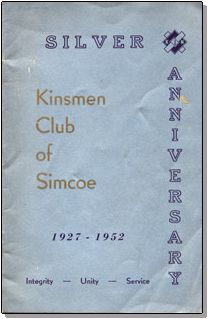 SILVER
ANNIVERSARY
Kinsmen
Club
of
Simcoe
1927 - 1952
Integrity — Unity — Service